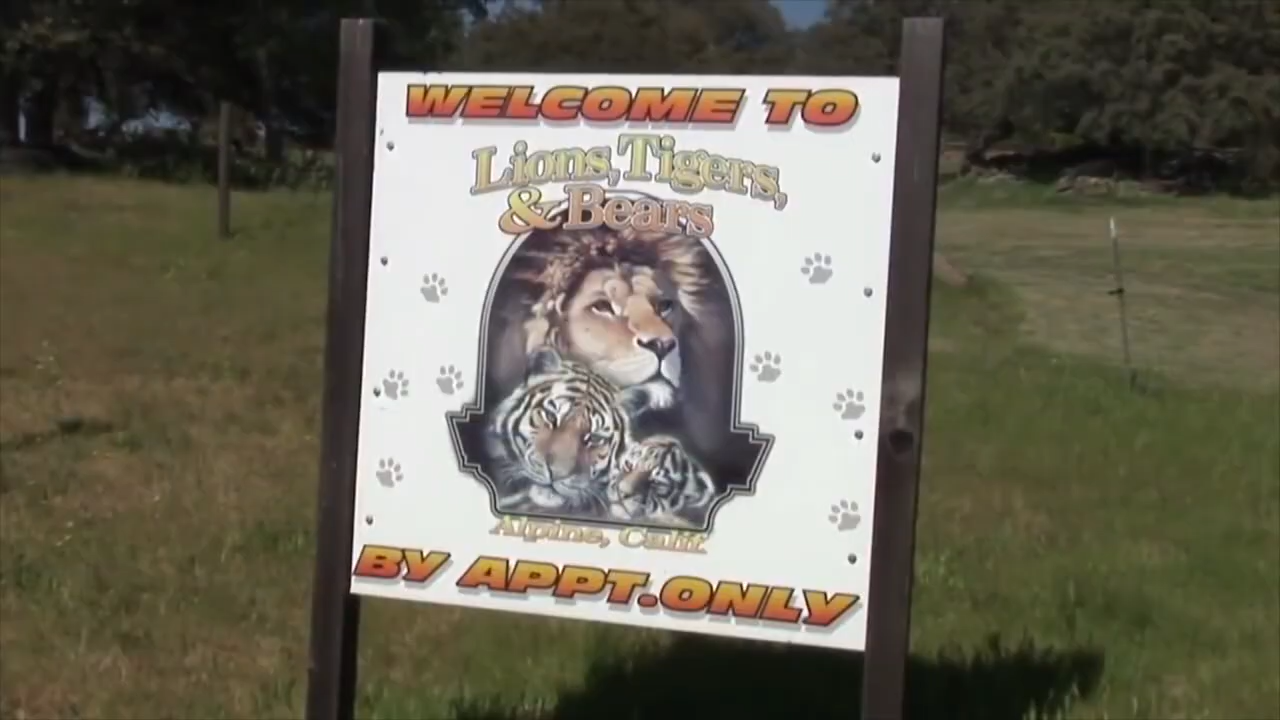 WELCOME TO
Lions, Tigers,
& Bears
Alpine, Calif.
BY APPT.ONLY